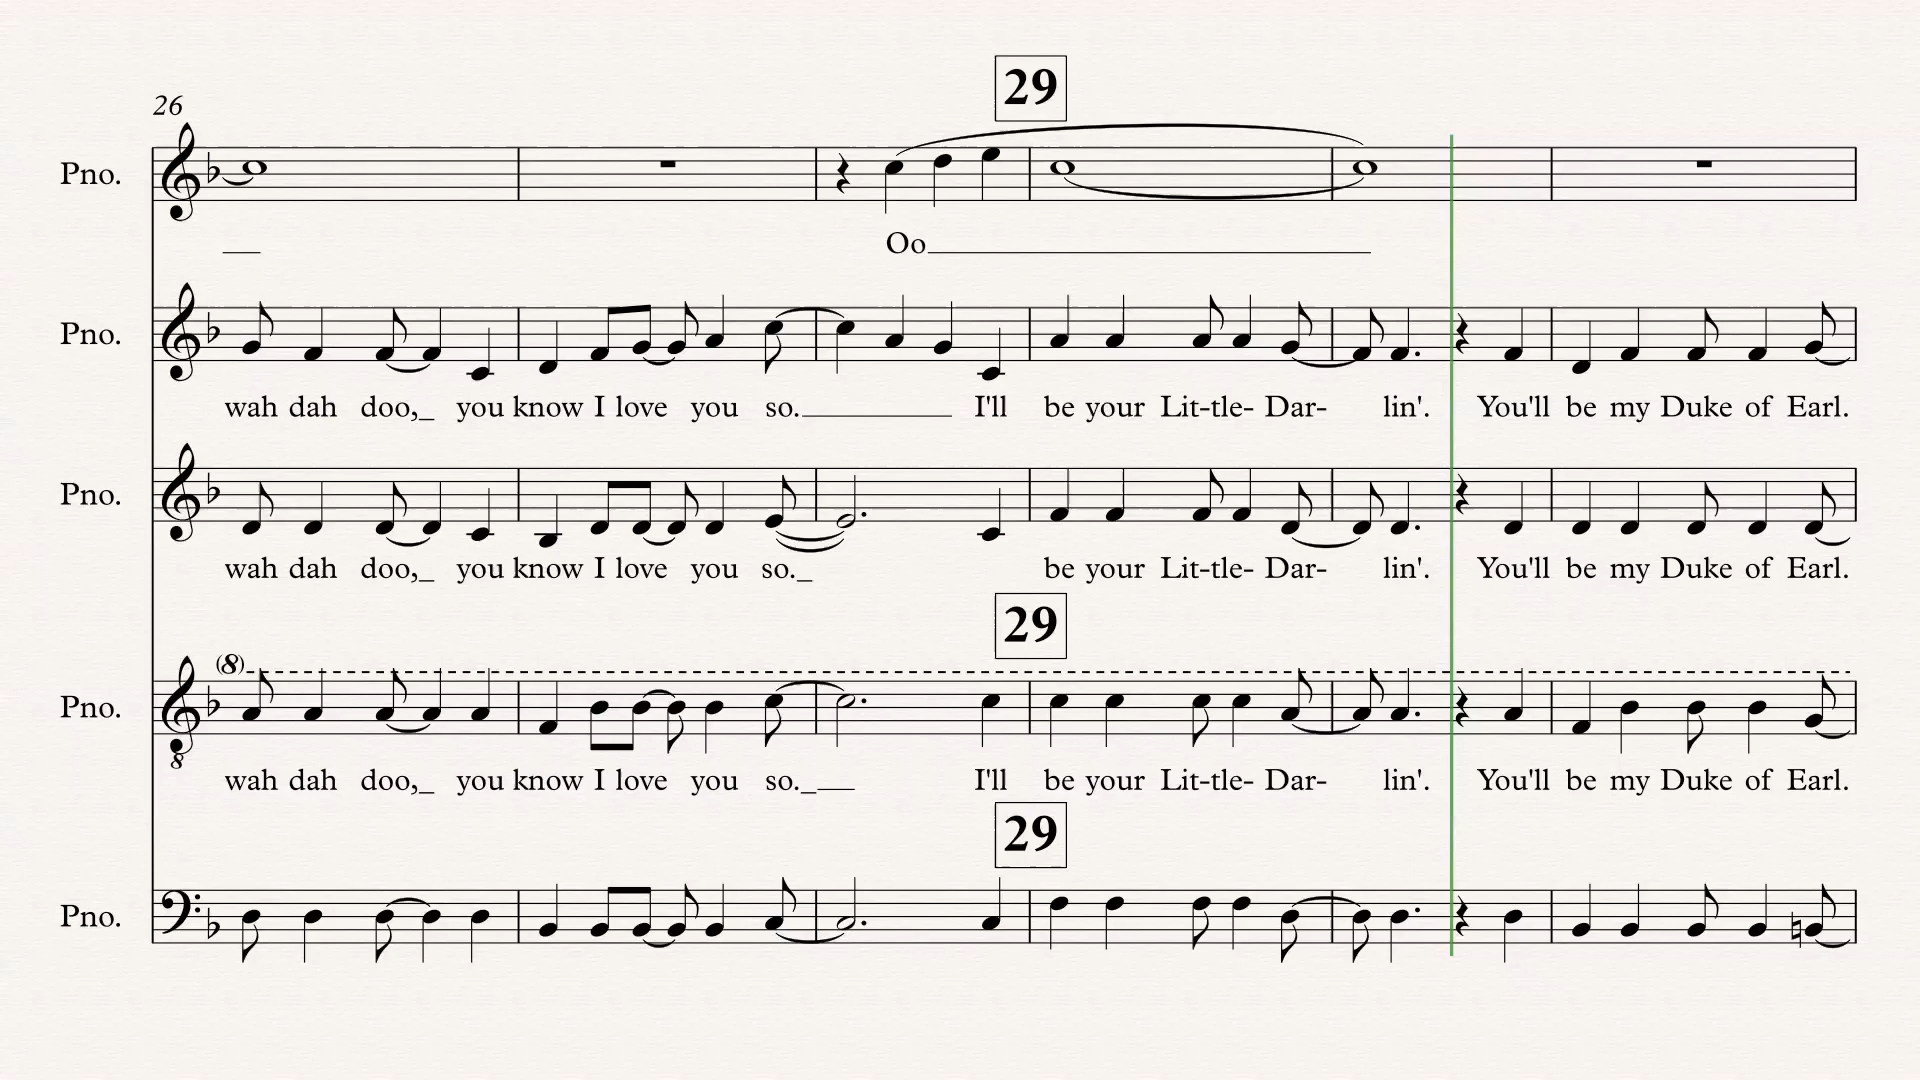 29
26
Pno.
Oo
Pno.
wah dah doo,_ you know I love you so. I'll be your Lit-tle- Dar- lin'. You'll be my Duke of Earl.
Pno.
wah dah doo,_ you know I love you so._ be your Lit-tle- Dar- lin'. You'll be my Duke of Earl.
29
(8)
Pno.
8
wah dah doo,_ you know I love you so._ I'll be your Lit-tle- Dar- lin'. You'll be my Duke of Earl.
29
Pno.